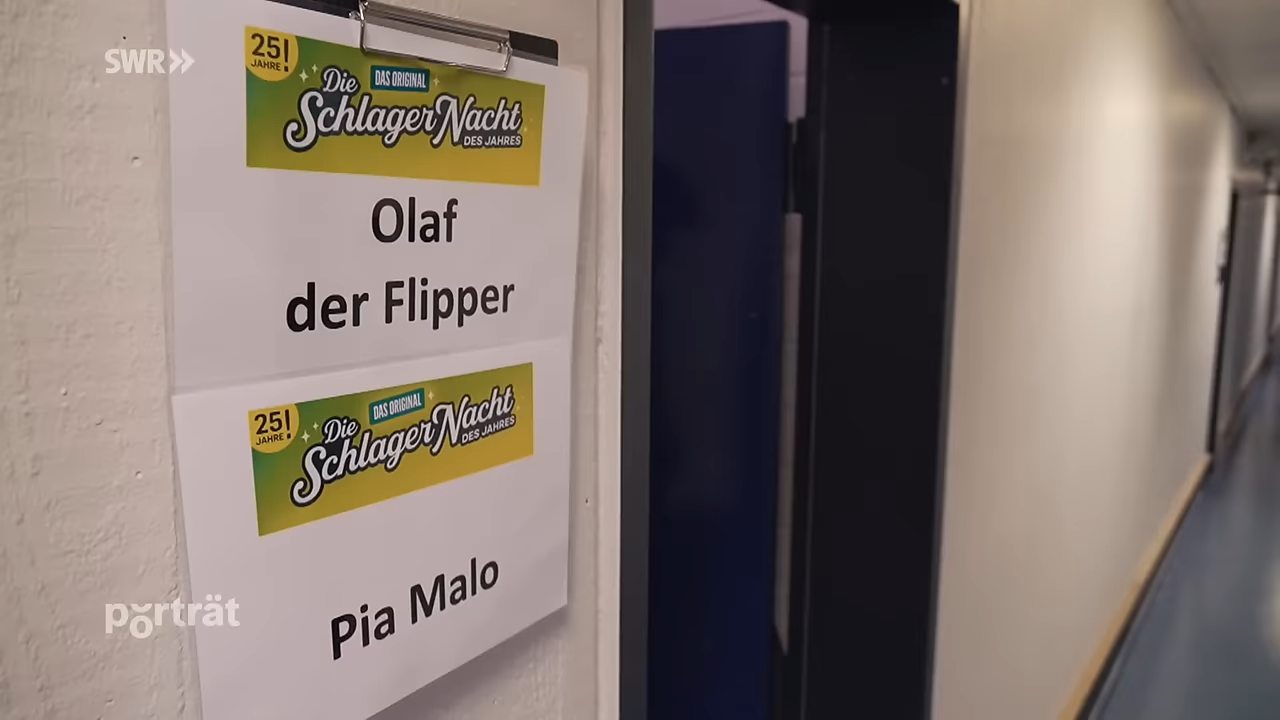 SWR
25!
JAHRE
DAS ORIGINAL
Die
SchlagerNacht
DES JAHRES
Olaf
der Flipper
25!
JAHRE
DAS ORIGINAL
Die
SchlagerNacht
DES JAHRES
Pia Malo
porträt